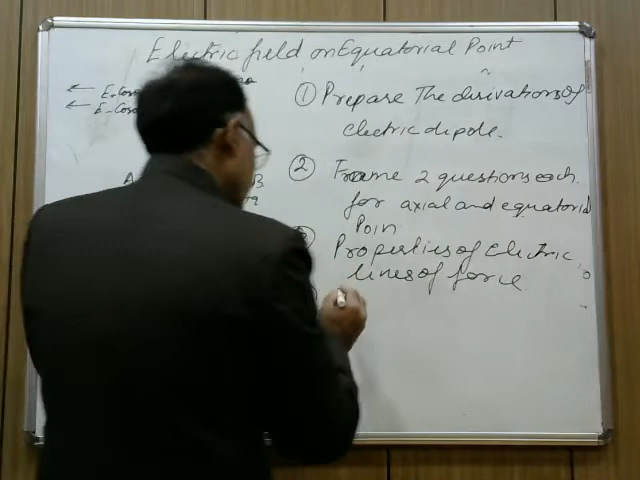 Electric field on Equatorial Point
① Prepare The dirivations of
electric dipole.
② Frame 2 questions each
for axial and equatorial
Poin
Properties of Electric
lines of force.